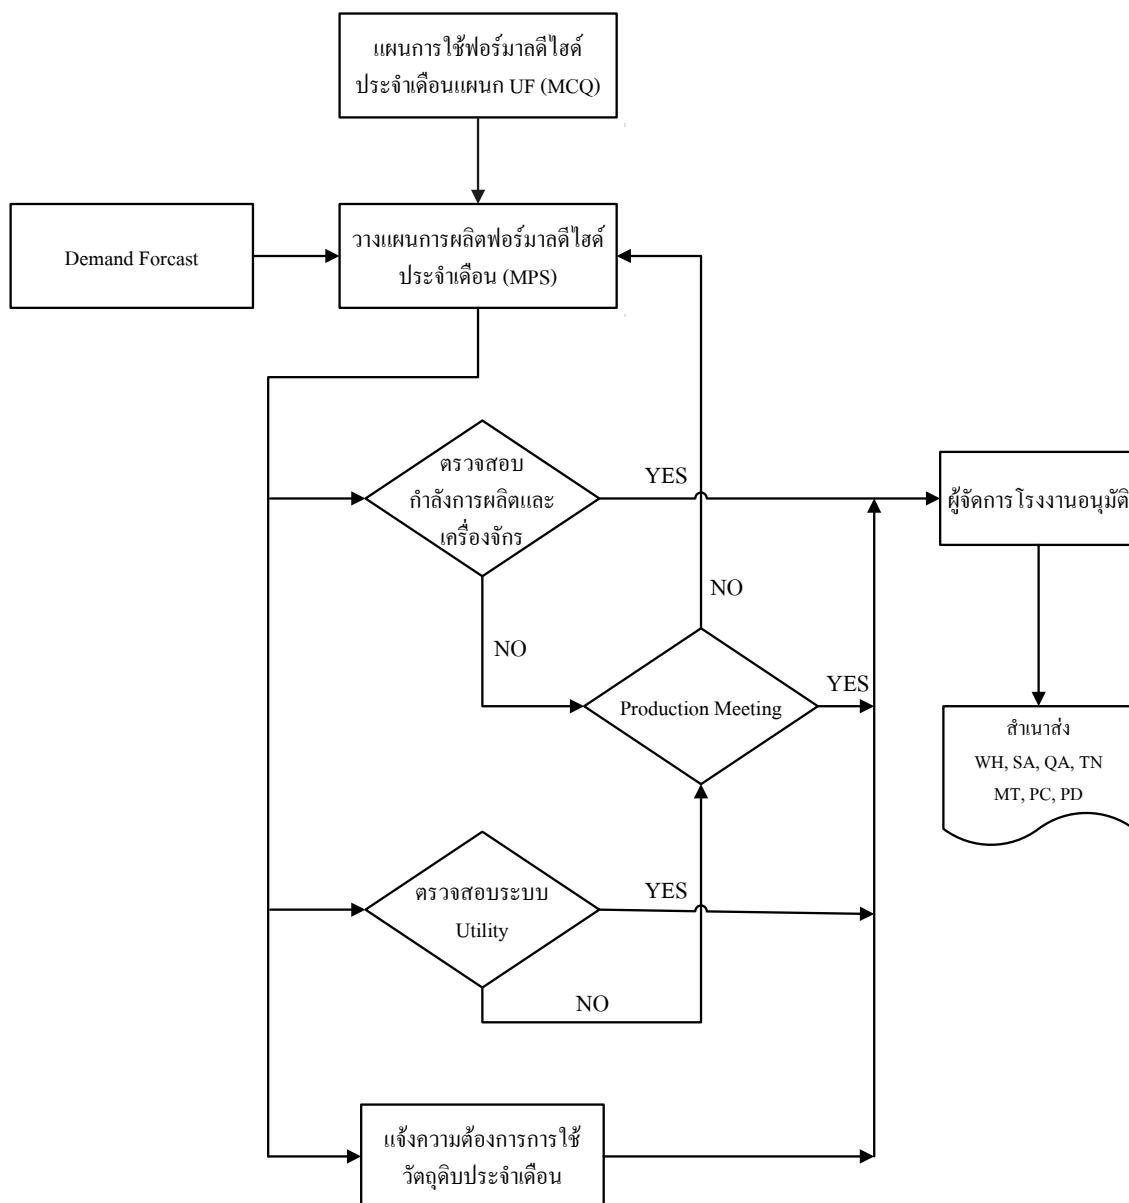 แผนการใช้ฟอร์มาลดีไฮด์
ประจำเดือนแผนก UF (MCQ)
Demand Forcast
วางแผนการผลิตฟอร์มาลดีไฮด์
ประจำเดือน (MPS)
ตรวจสอบ
กำลังการผลิตและ
เครื่องจักร
YES
ผู้จัดการโรงงานอนุมัติ
NO
NO
Production Meeting
YES
สำเนาส่ง
WH, SA, QA, TN
MT, PC, PD
ตรวจสอบระบบ
Utility
YES
NO
แจ้งความต้องการการใช้
วัตถุดิบประจำเดือน